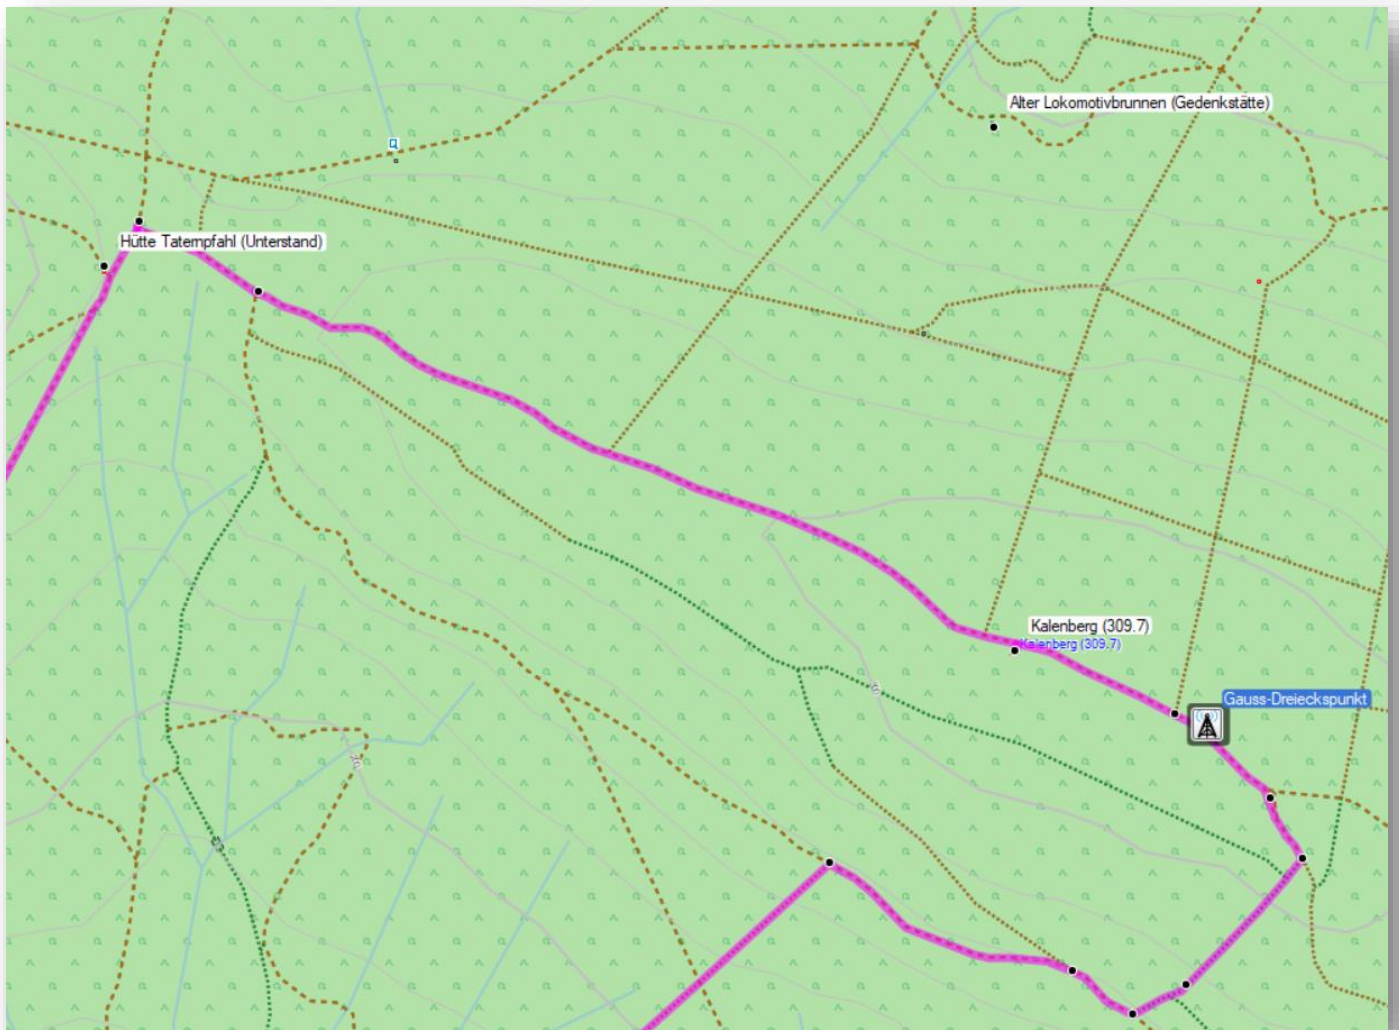 Alter Lokomotivbrunnen (Gedenkstätte)
Hütte Tatempfahl (Unterstand)
Kalenberg (309.7)
Kalenberg (309.7)
Gauss-Dreieckspunkt